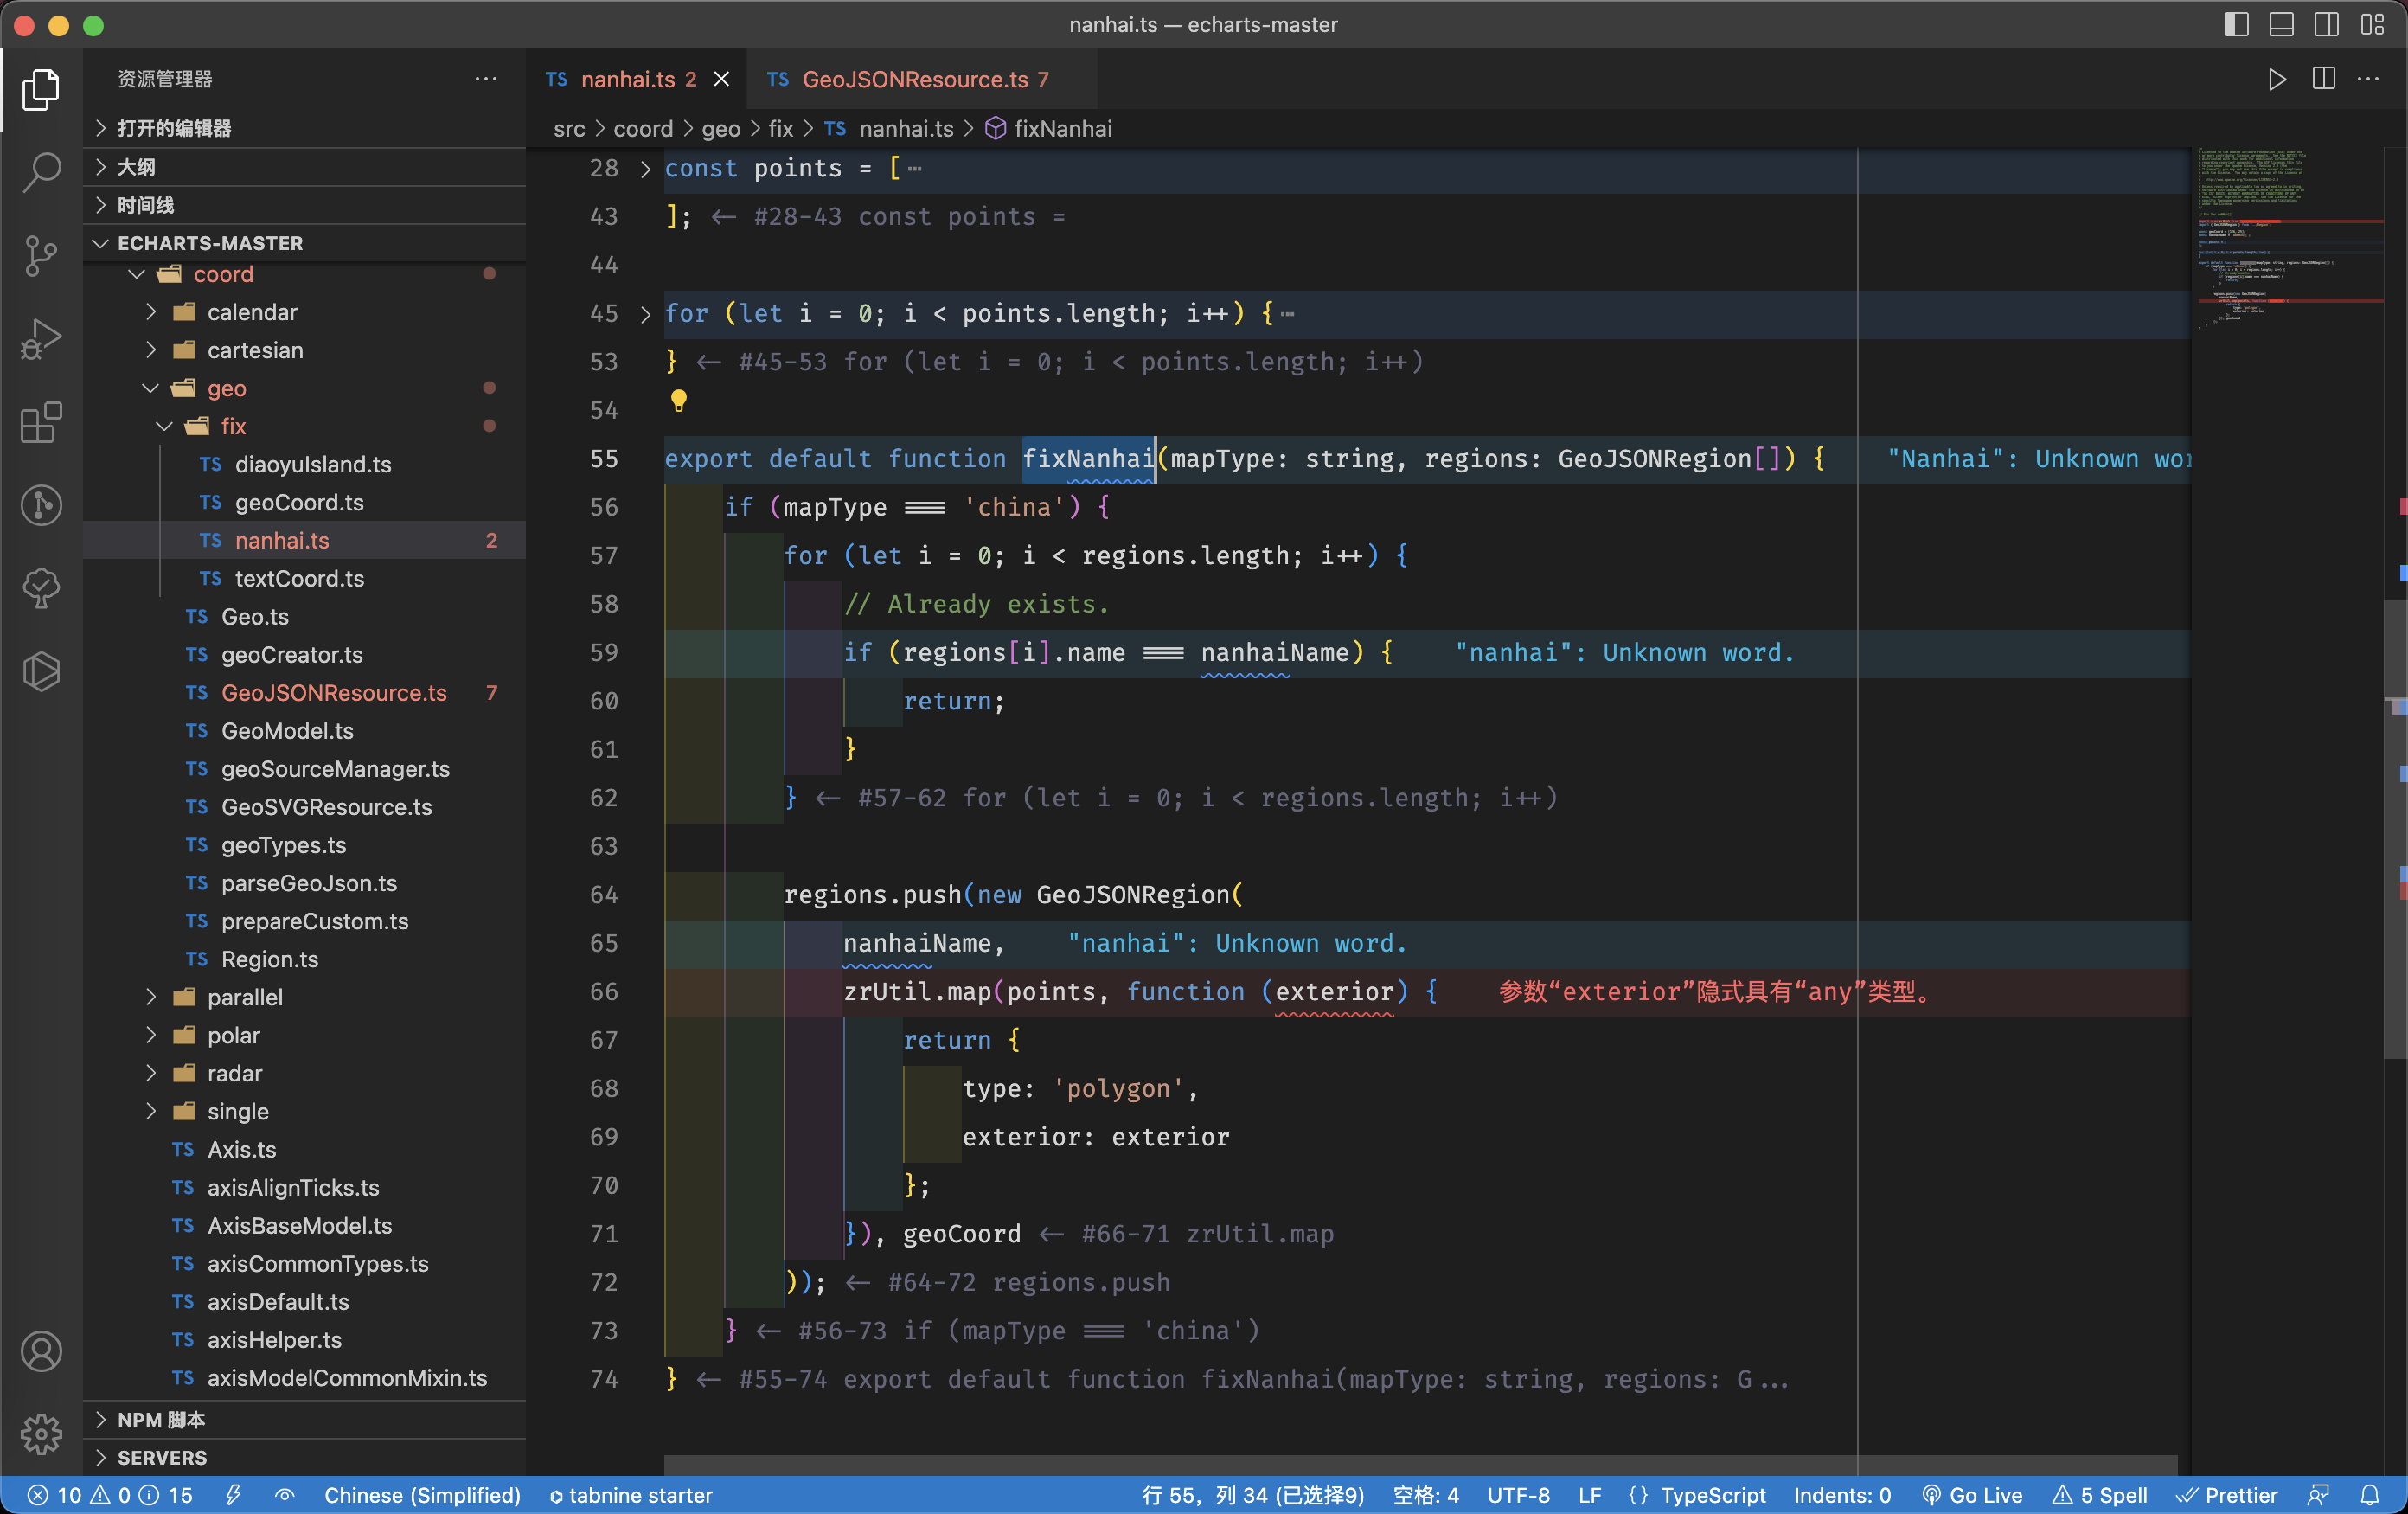 nanhai.ts — echarts-master
资源管理器
打开的编辑器
大纲
时间线
ECHARTS-MASTER
coord
calendar
cartesian
geo
fix
TS diaoyuIsland.ts
TS geoCoord.ts
TS nanhai.ts 2
TS textCoord.ts
TS Geo.ts
TS geoCreator.ts
TS GeoJSONResource.ts 7
TS GeoModel.ts
TS geoSourceManager.ts
TS GeoSVGResource.ts
TS geoTypes.ts
TS parseGeoJson.ts
TS prepareCustom.ts
TS Region.ts
parallel
polar
radar
single
TS Axis.ts
TS axisAlignTicks.ts
TS AxisBaseModel.ts
TS axisCommonTypes.ts
TS axisDefault.ts
TS axisHelper.ts
TS axisModelCommonMixin.ts
NPM 脚本
SERVERS
TS nanhai.ts 2
TS GeoJSONResource.ts 7
src > coord > geo > fix > TS nanhai.ts > fixNanhai
28 const points = [⋯
43 ]; ← #28-43 const points =
44
45 for (let i = 0; i < points.length; i++) {⋯
53 } ← #45-53 for (let i = 0; i < points.length; i++)
54
55 export default function fixNanhai(mapType: string, regions: GeoJSONRegion[]) { "Nanhai": Unknown wor
56 if (mapType === 'china') {
57 for (let i = 0; i < regions.length; i++) {
58 // Already exists.
59 if (regions[i].name === nanhaiName) { "nanhai": Unknown word.
60 return;
61 }
62 } ← #57-62 for (let i = 0; i < regions.length; i++)
63
64 regions.push(new GeoJSONRegion(
65 nanhaiName, "nanhai": Unknown word.
66 zrUtil.map(points, function (exterior) { 参数“exterior”隐式具有“any”类型。
67 return {
68 type: 'polygon',
69 exterior: exterior
70 };
71 }), geoCoord ← #66-71 zrUtil.map
72 )); ← #64-72 regions.push
73 } ← #56-73 if (mapType === 'china')
74 } ← #55-74 export default function fixNanhai(mapType: string, regions: G...
10 0 15 Chinese (Simplified) tabnine starter 行 55，列 34 (已选择9) 空格: 4 UTF-8 LF {} TypeScript Indents: 0 Go Live 5 Spell Prettier